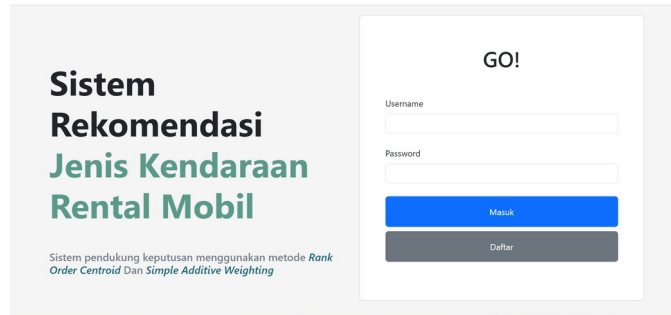 Sistem
Rekomendasi
Jenis Kendaraan
Rental Mobil
Sistem pendukung keputusan menggunakan metode Rank
Order Centroid Dan Simple Additive Weighting
GO!
Username
Password
Masuk
Daftar